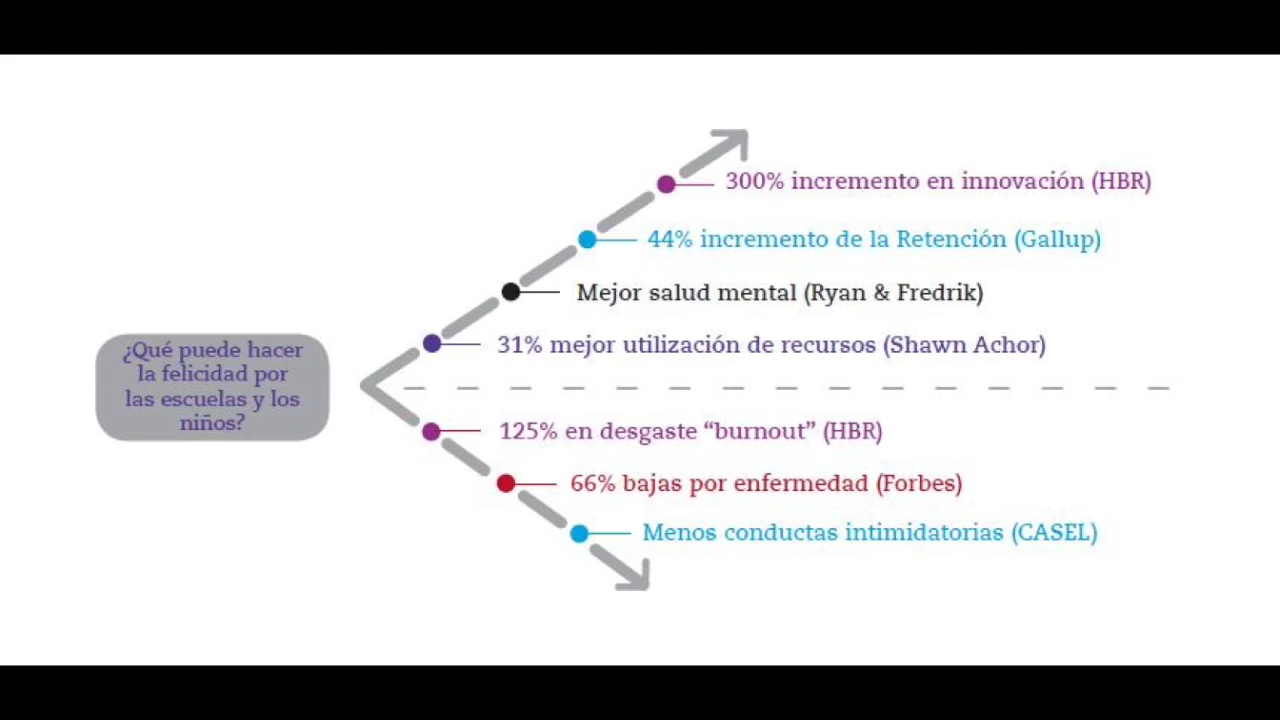 ¿Qué puede hacer
la felicidad por
las escuelas y los
niños?
300% incremento en innovación (HBR)
44% incremento de la Retención (Gallup)
Mejor salud mental (Ryan & Fredrik)
31% mejor utilización de recursos (Shawn Achor)
125% en desgaste “burnout” (HBR)
66% bajas por enfermedad (Forbes)
Menos conductas intimidatorias (CASEL)